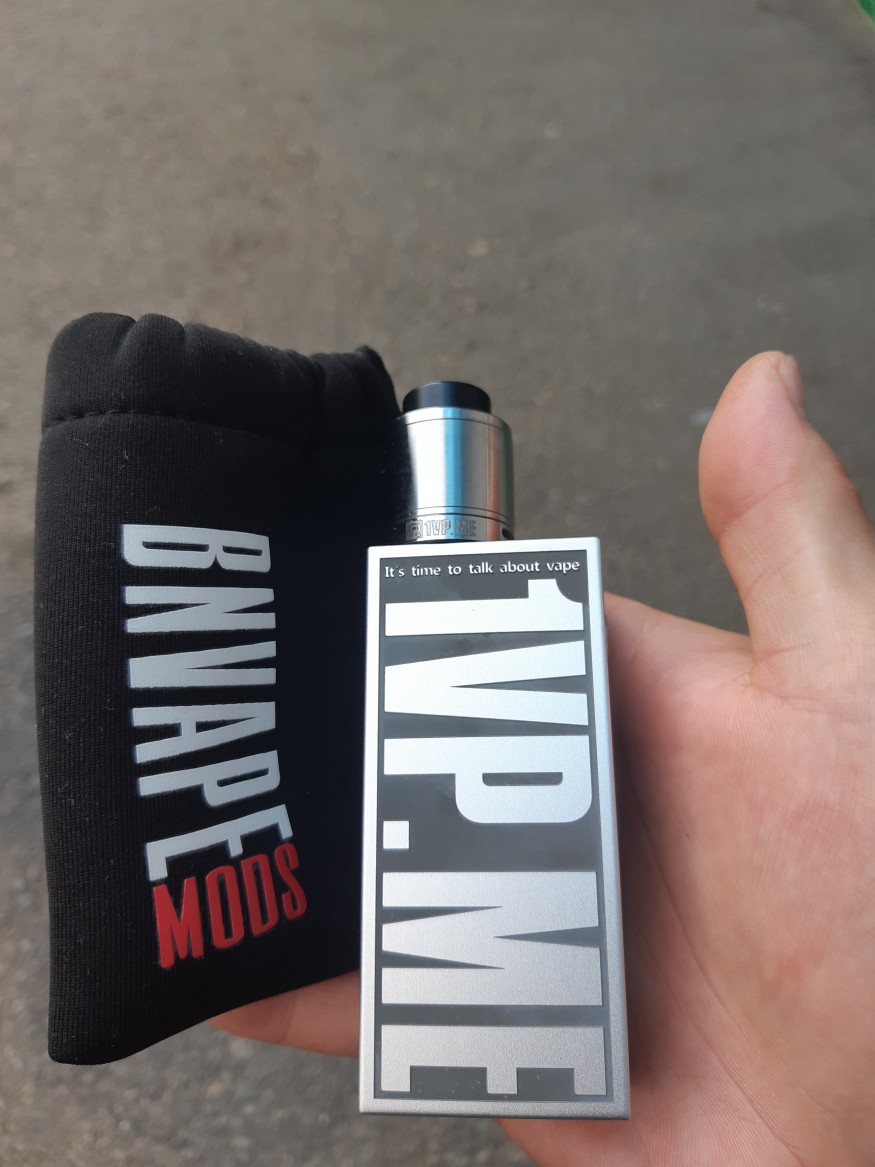 BNVAPE
MODS
1VP.ME
It's time to talk about vape
1VP.ME